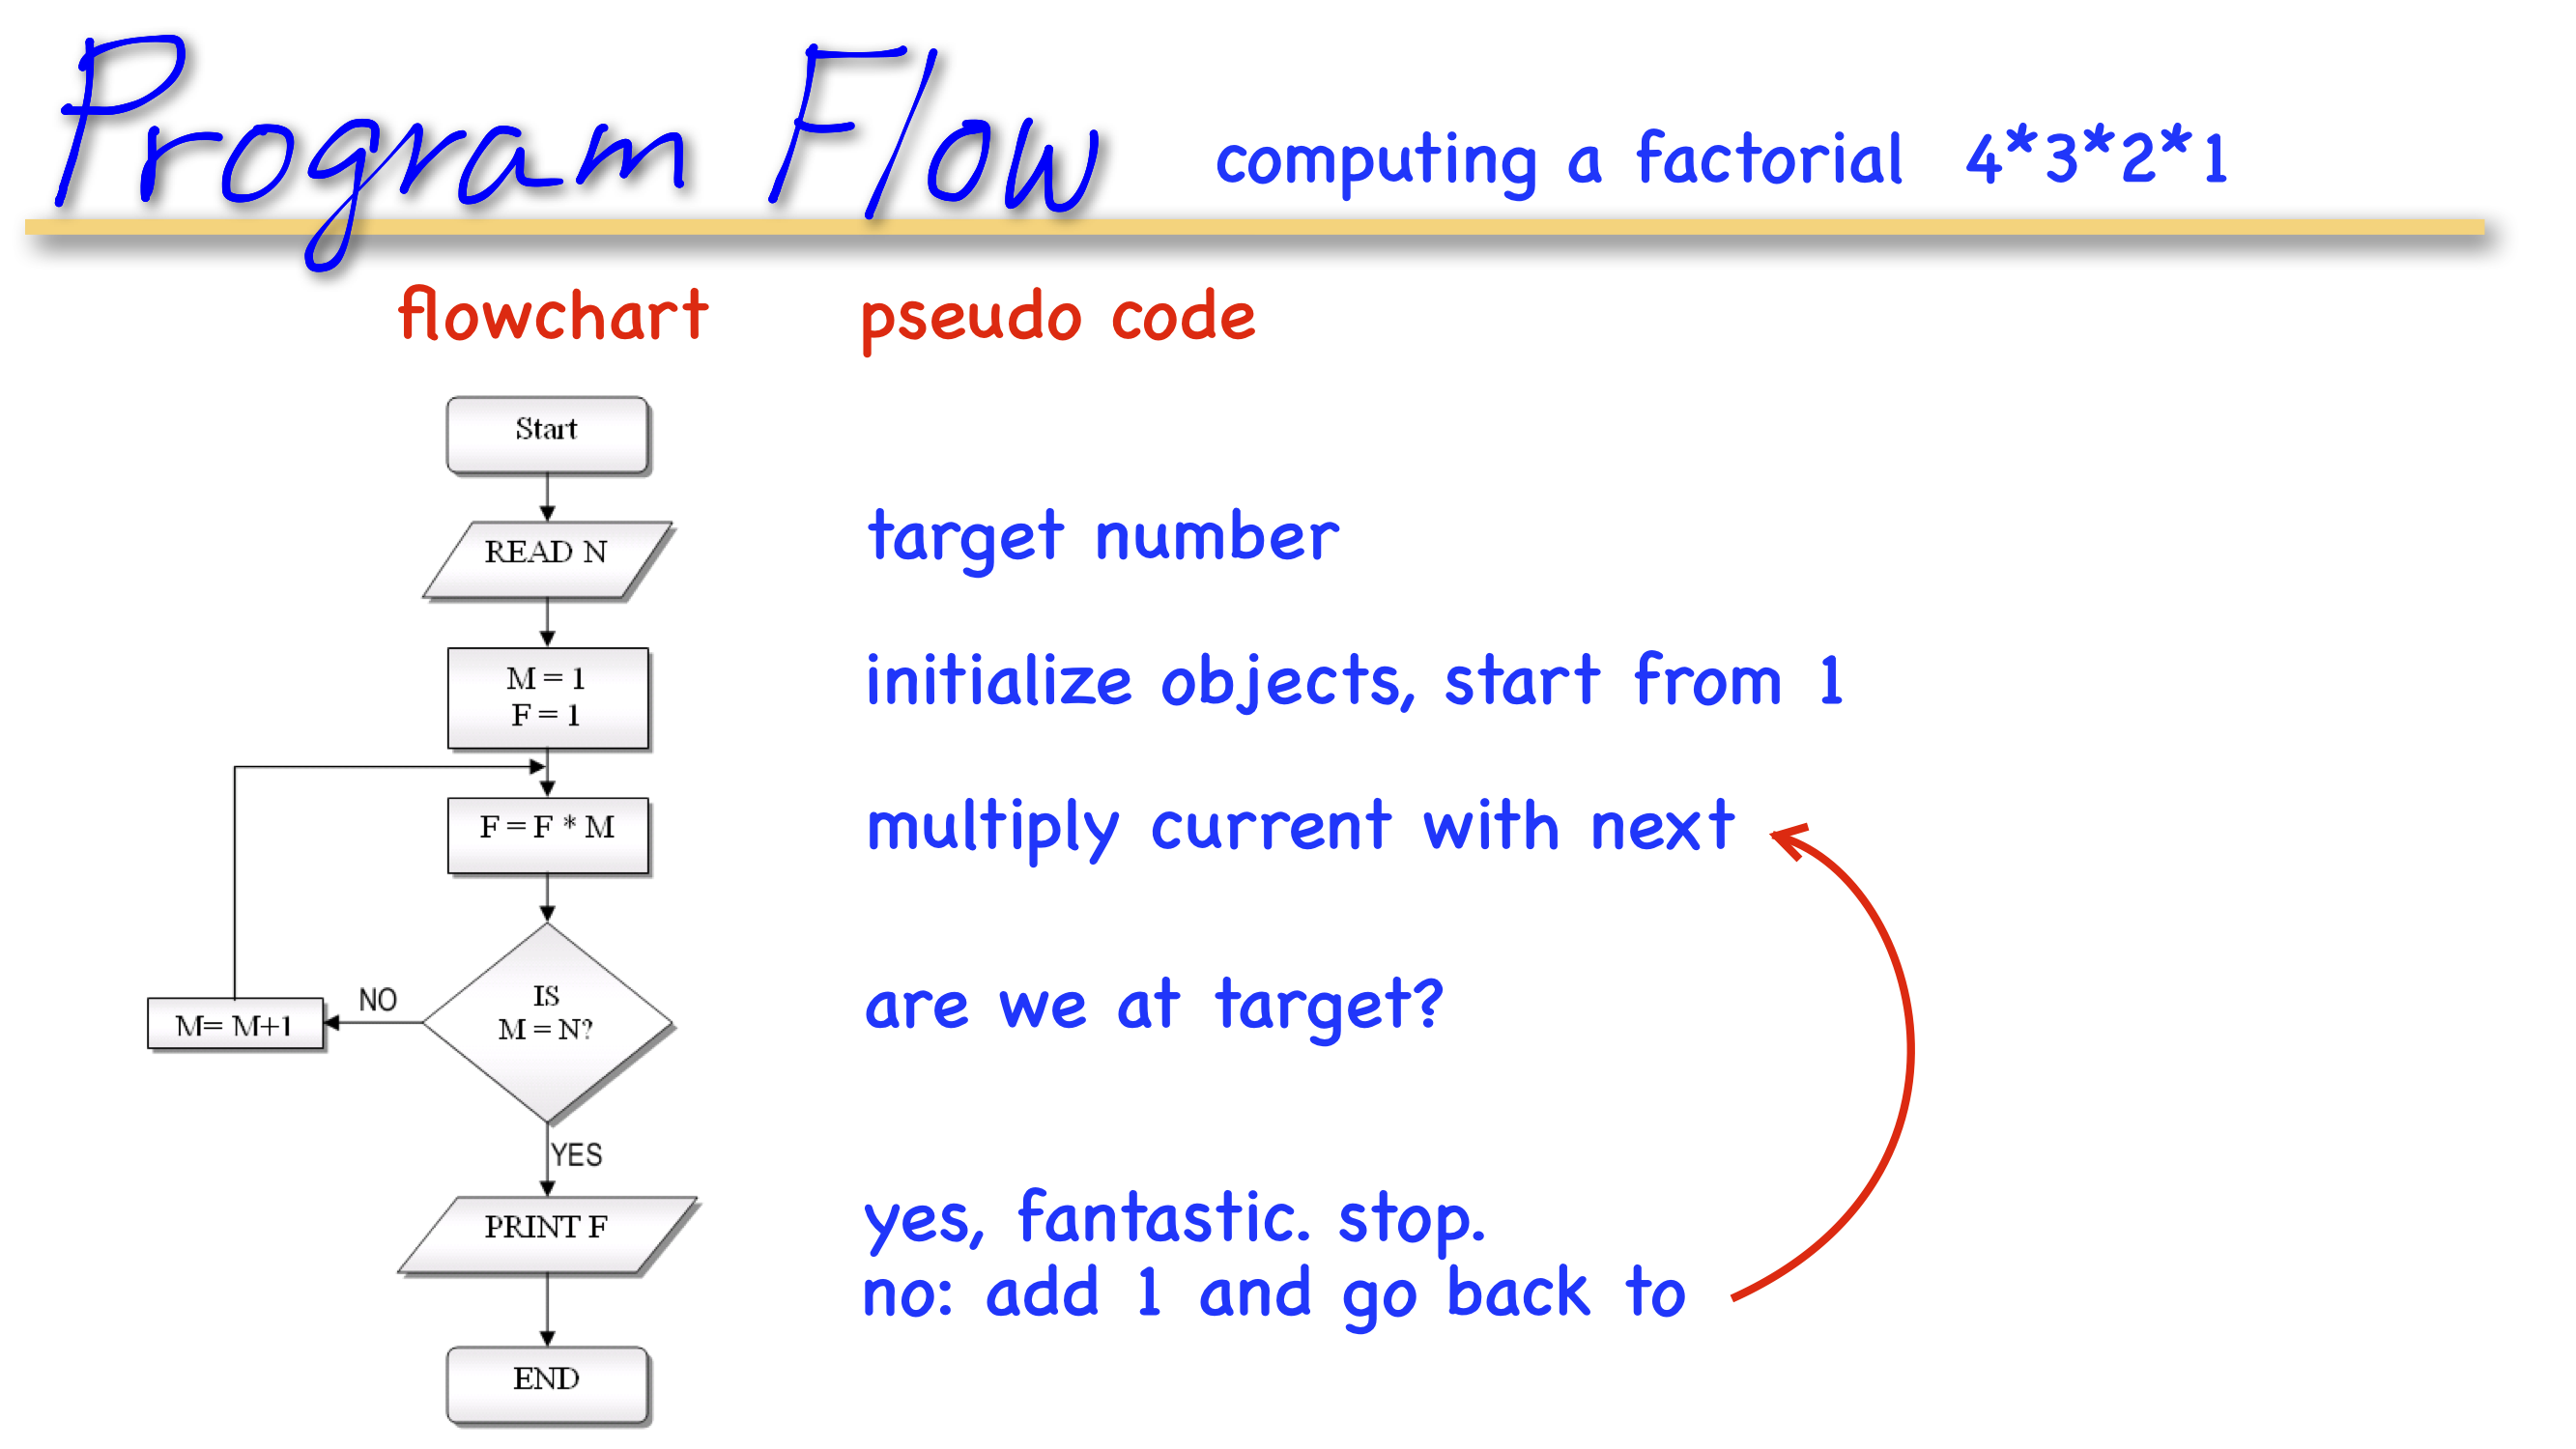 Program Flow
computing a factorial 4*3*2*1
flowchart
pseudo code
Start
READ N
target number
M = 1
F = 1
initialize objects, start from 1
F = F * M
multiply current with next
IS
M = N?
NO
M= M+1
are we at target?
YES
PRINT F
yes, fantastic. stop.
no: add 1 and go back to
END